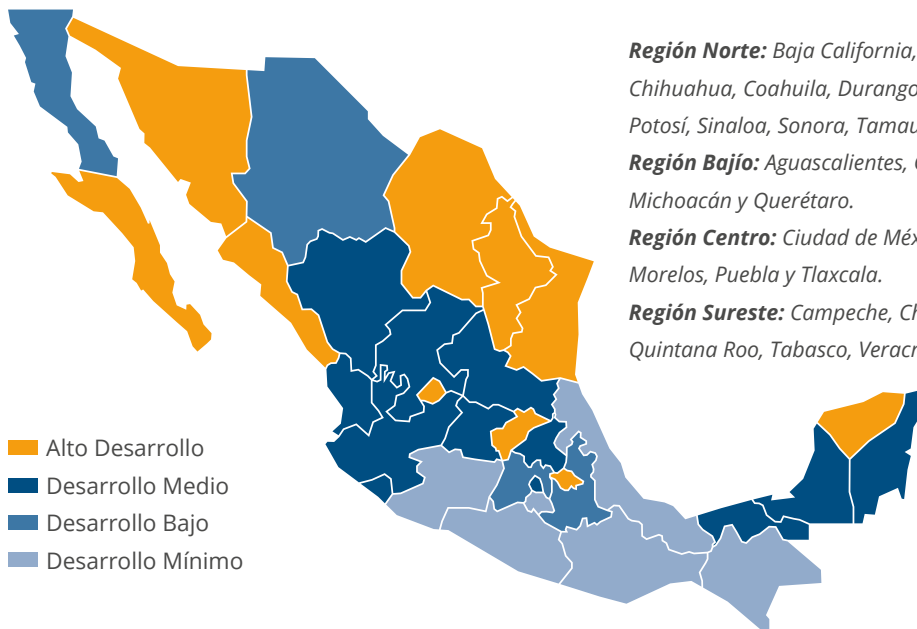 Región Norte: Baja California,
Chihuahua, Coahuila, Durango
Potosí, Sinaloa, Sonora, Tamau
Región Bajío: Aguascalientes,
Michoacán y Querétaro.
Región Centro: Ciudad de Méx
Morelos, Puebla y Tlaxcala.
Región Sureste: Campeche, Ch
Quintana Roo, Tabasco, Veracr
Alto Desarrollo
Desarrollo Medio
Desarrollo Bajo
Desarrollo Mínimo